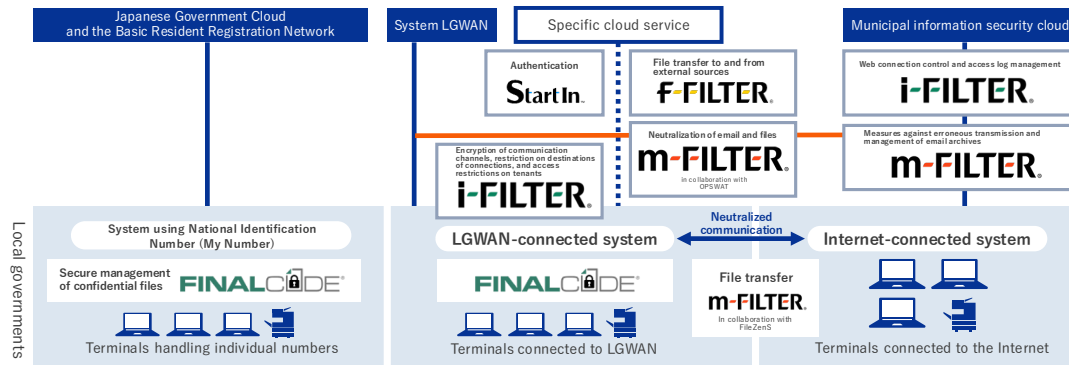 Japanese Government Cloud
and the Basic Resident Registration Network
System LGWAN
Specific cloud service
Municipal information security cloud
Authentication
StartIn™
File transfer to and from
external sources
f-FILTER®
Web connection control and access log management
i-FILTER®
Encryption of communication
channels, restriction on destinations
of connections, and access
restrictions on tenants
i-FILTER®
Neutralization of email and files
m-FILTER®
in collaboration with
OPSWAT
Measures against erroneous transmission and
management of email archives
m-FILTER®
Local governments
System using National Identification
Number (My Number)
Secure management
of confidential files
FINALCODE®
Terminals handling individual numbers
LGWAN-connected system
FINALCODE®
Terminals connected to LGWAN
Neutralized
communication
File transfer
m-FILTER®
In collaboration with
FileZenS
Internet-connected system
Terminals connected to the Internet